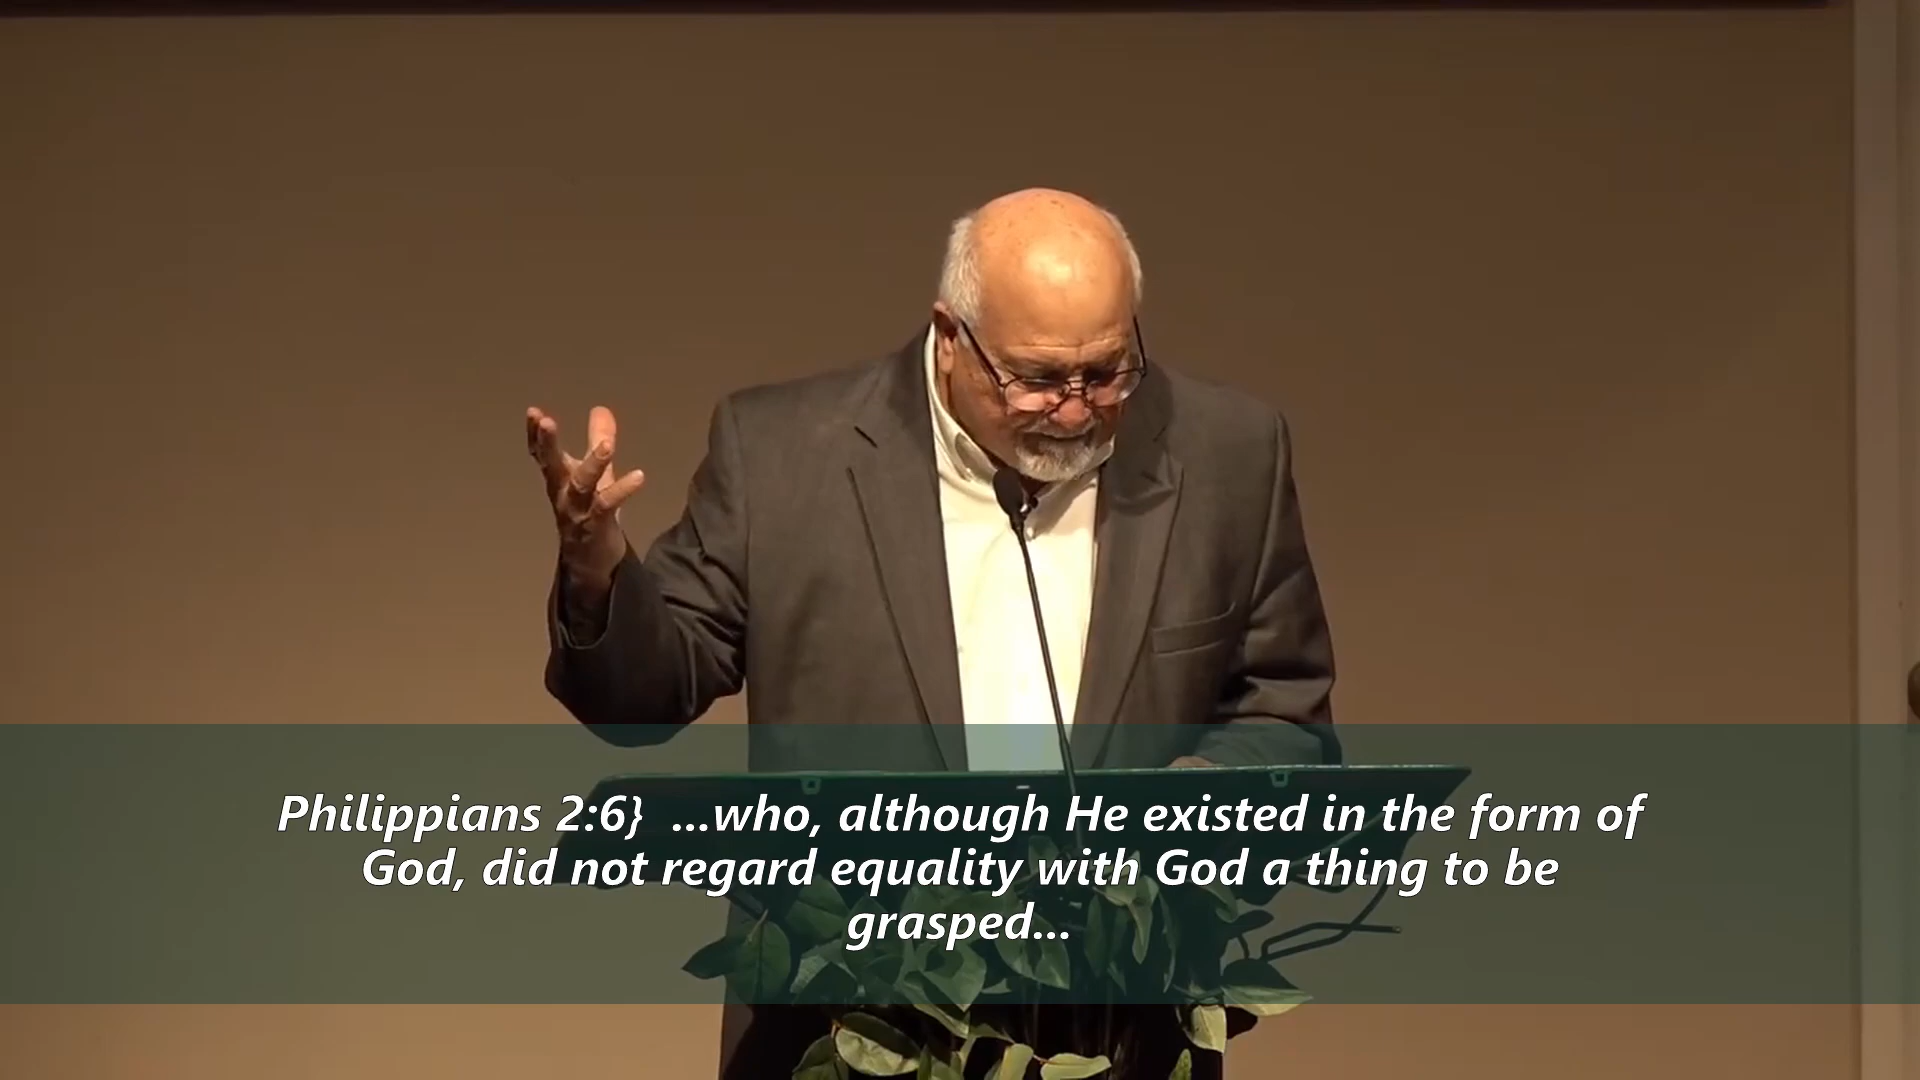 Philippians 2:6}  ...who, although He existed in the form of
God, did not regard equality with God a thing to be
grasped...